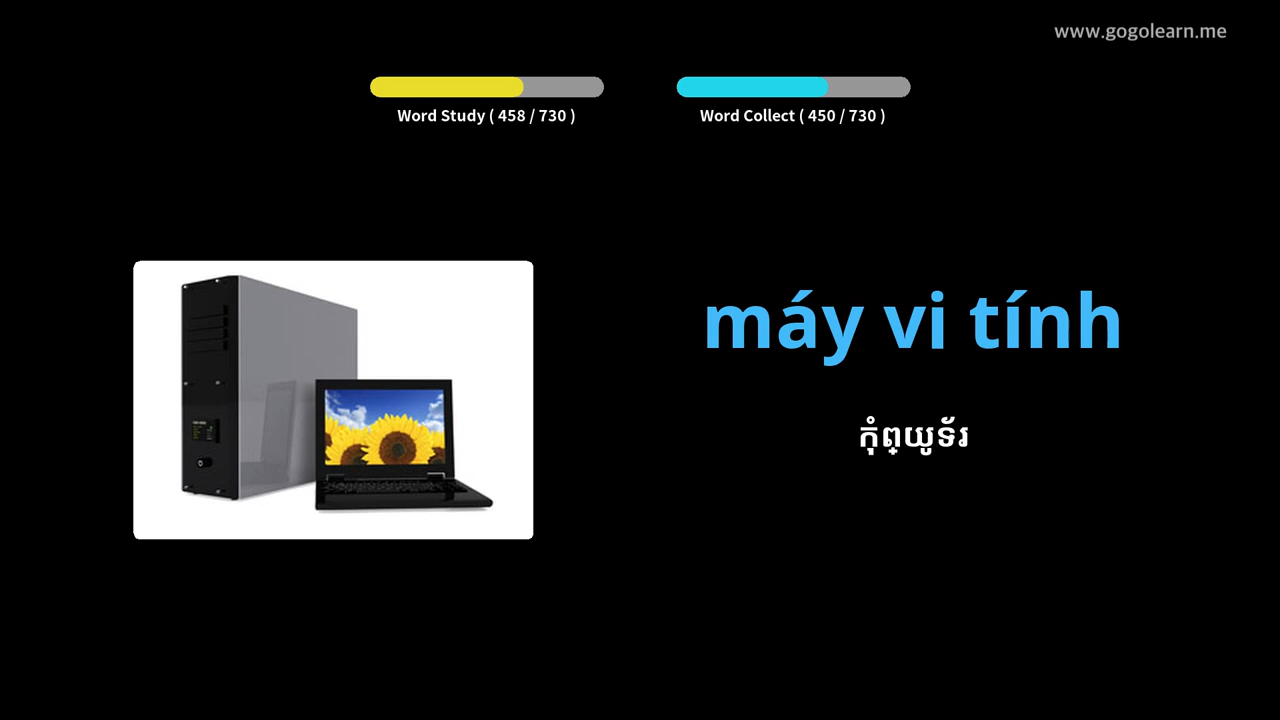 www.gogolearn.me
Word Study ( 458 / 730 )
Word Collect ( 450 / 730 )
máy vi tính
កុំព្យូទ័រ